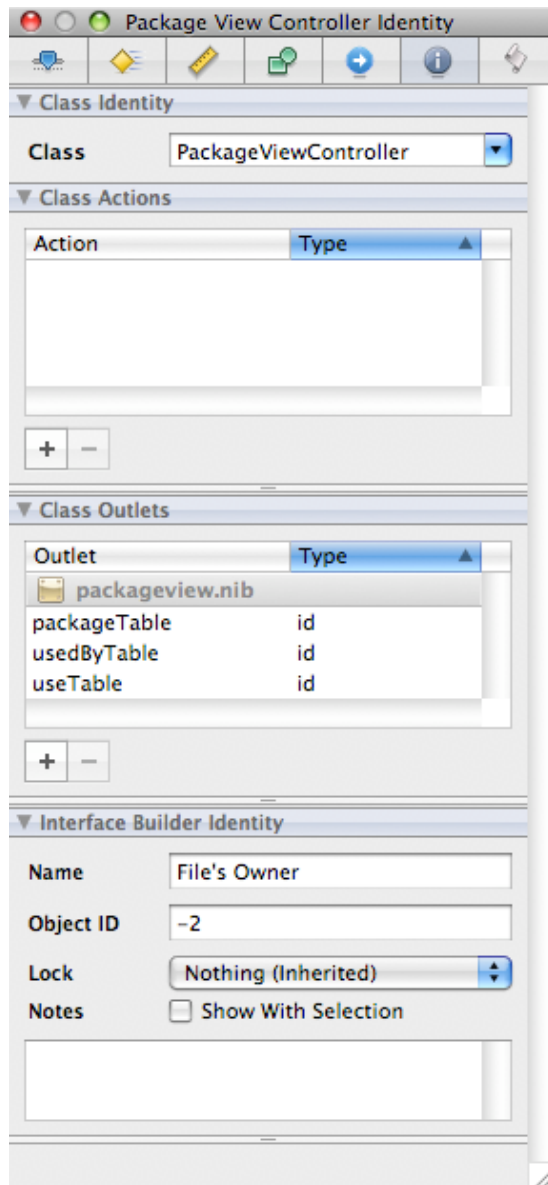 Package View Controller Identity
Class Identity
Class PackageViewController
Class Actions
Action Type
+ −
Class Outlets
Outlet Type
packageview.nib
packageTable id
usedByTable id
useTable id
+ −
Interface Builder Identity
Name File's Owner
Object ID -2
Lock Nothing (Inherited)
Notes Show With Selection